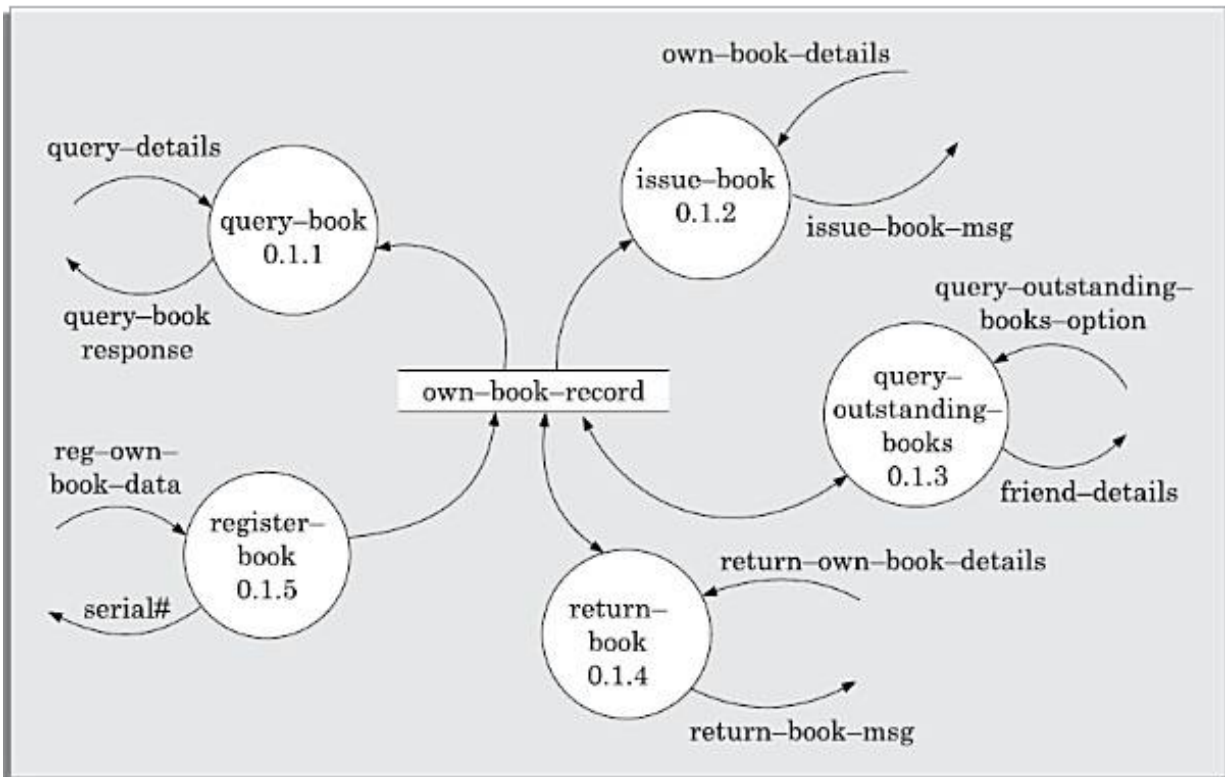 own–book–details
query–details
issue–book
0.1.2
query–book
0.1.1
issue–book–msg
query–book
response
query–outstanding–
books–option
query–
outstanding–
books
0.1.3
own–book–record
reg–own–
book–data
friend–details
register–
book
0.1.5
return–own–book–details
serial#
return–
book
0.1.4
return–book–msg